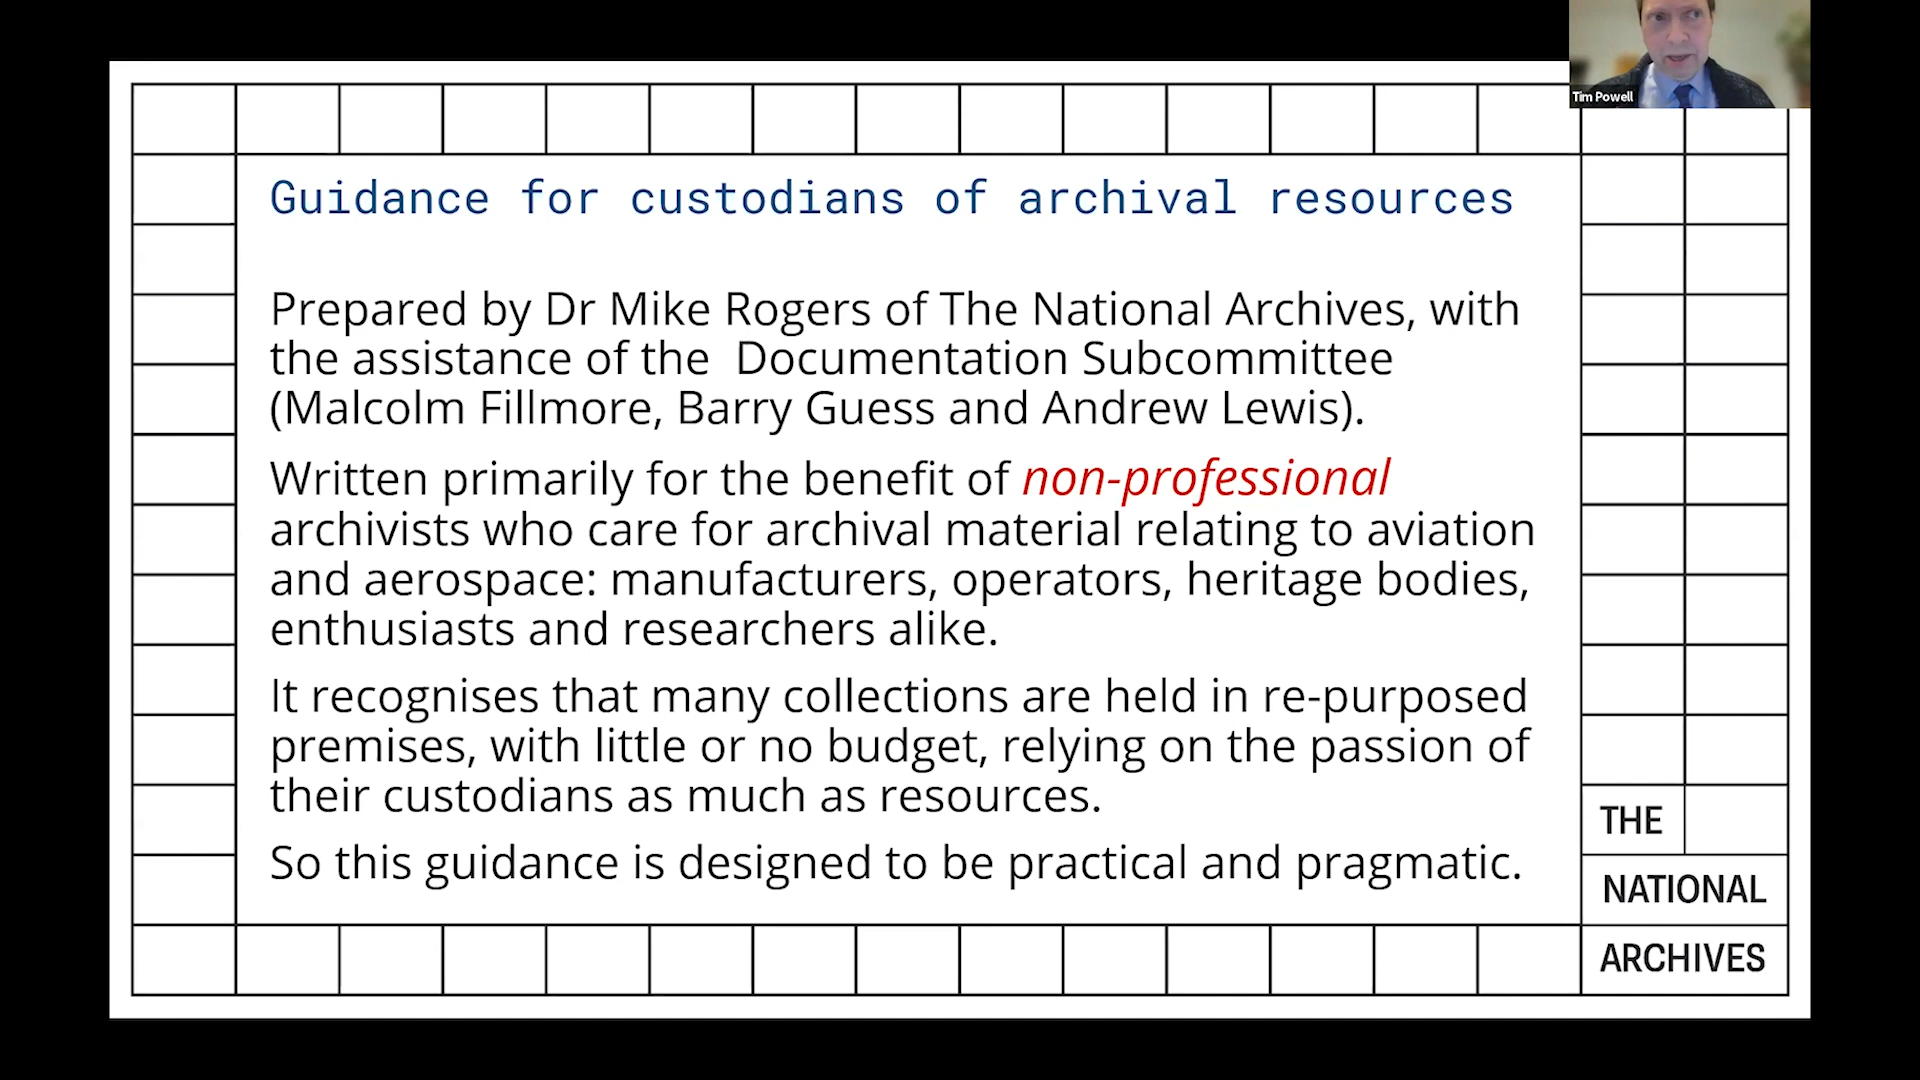 Tim Powell
Guidance for custodians of archival resources
Prepared by Dr Mike Rogers of The National Archives, with
the assistance of the  Documentation Subcommittee
(Malcolm Fillmore, Barry Guess and Andrew Lewis).
Written primarily for the benefit of non-professional
archivists who care for archival material relating to aviation
and aerospace: manufacturers, operators, heritage bodies,
enthusiasts and researchers alike.
It recognises that many collections are held in re-purposed
premises, with little or no budget, relying on the passion of
their custodians as much as resources.
So this guidance is designed to be practical and pragmatic.
THE
NATIONAL
ARCHIVES